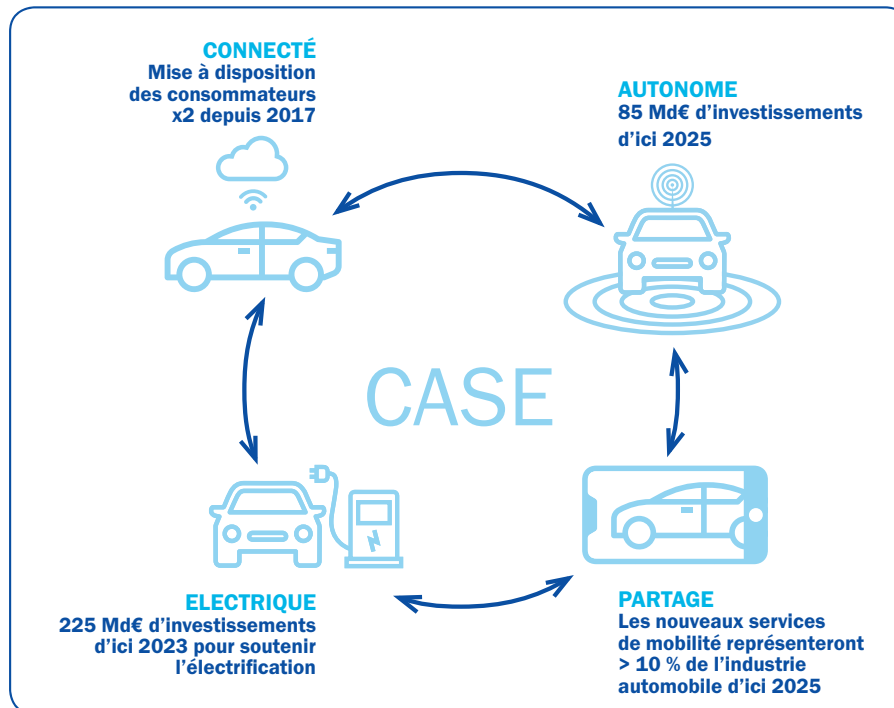 CONNECTÉ
Mise à disposition
des consommateurs
x2 depuis 2017
AUTONOME
85 Md€ d’investissements
d’ici 2025
CASE
ELECTRIQUE
225 Md€ d’investissements
d’ici 2023 pour soutenir
l’électrification
PARTAGE
Les nouveaux services
de mobilité représenteront
> 10 % de l’industrie
automobile d’ici 2025